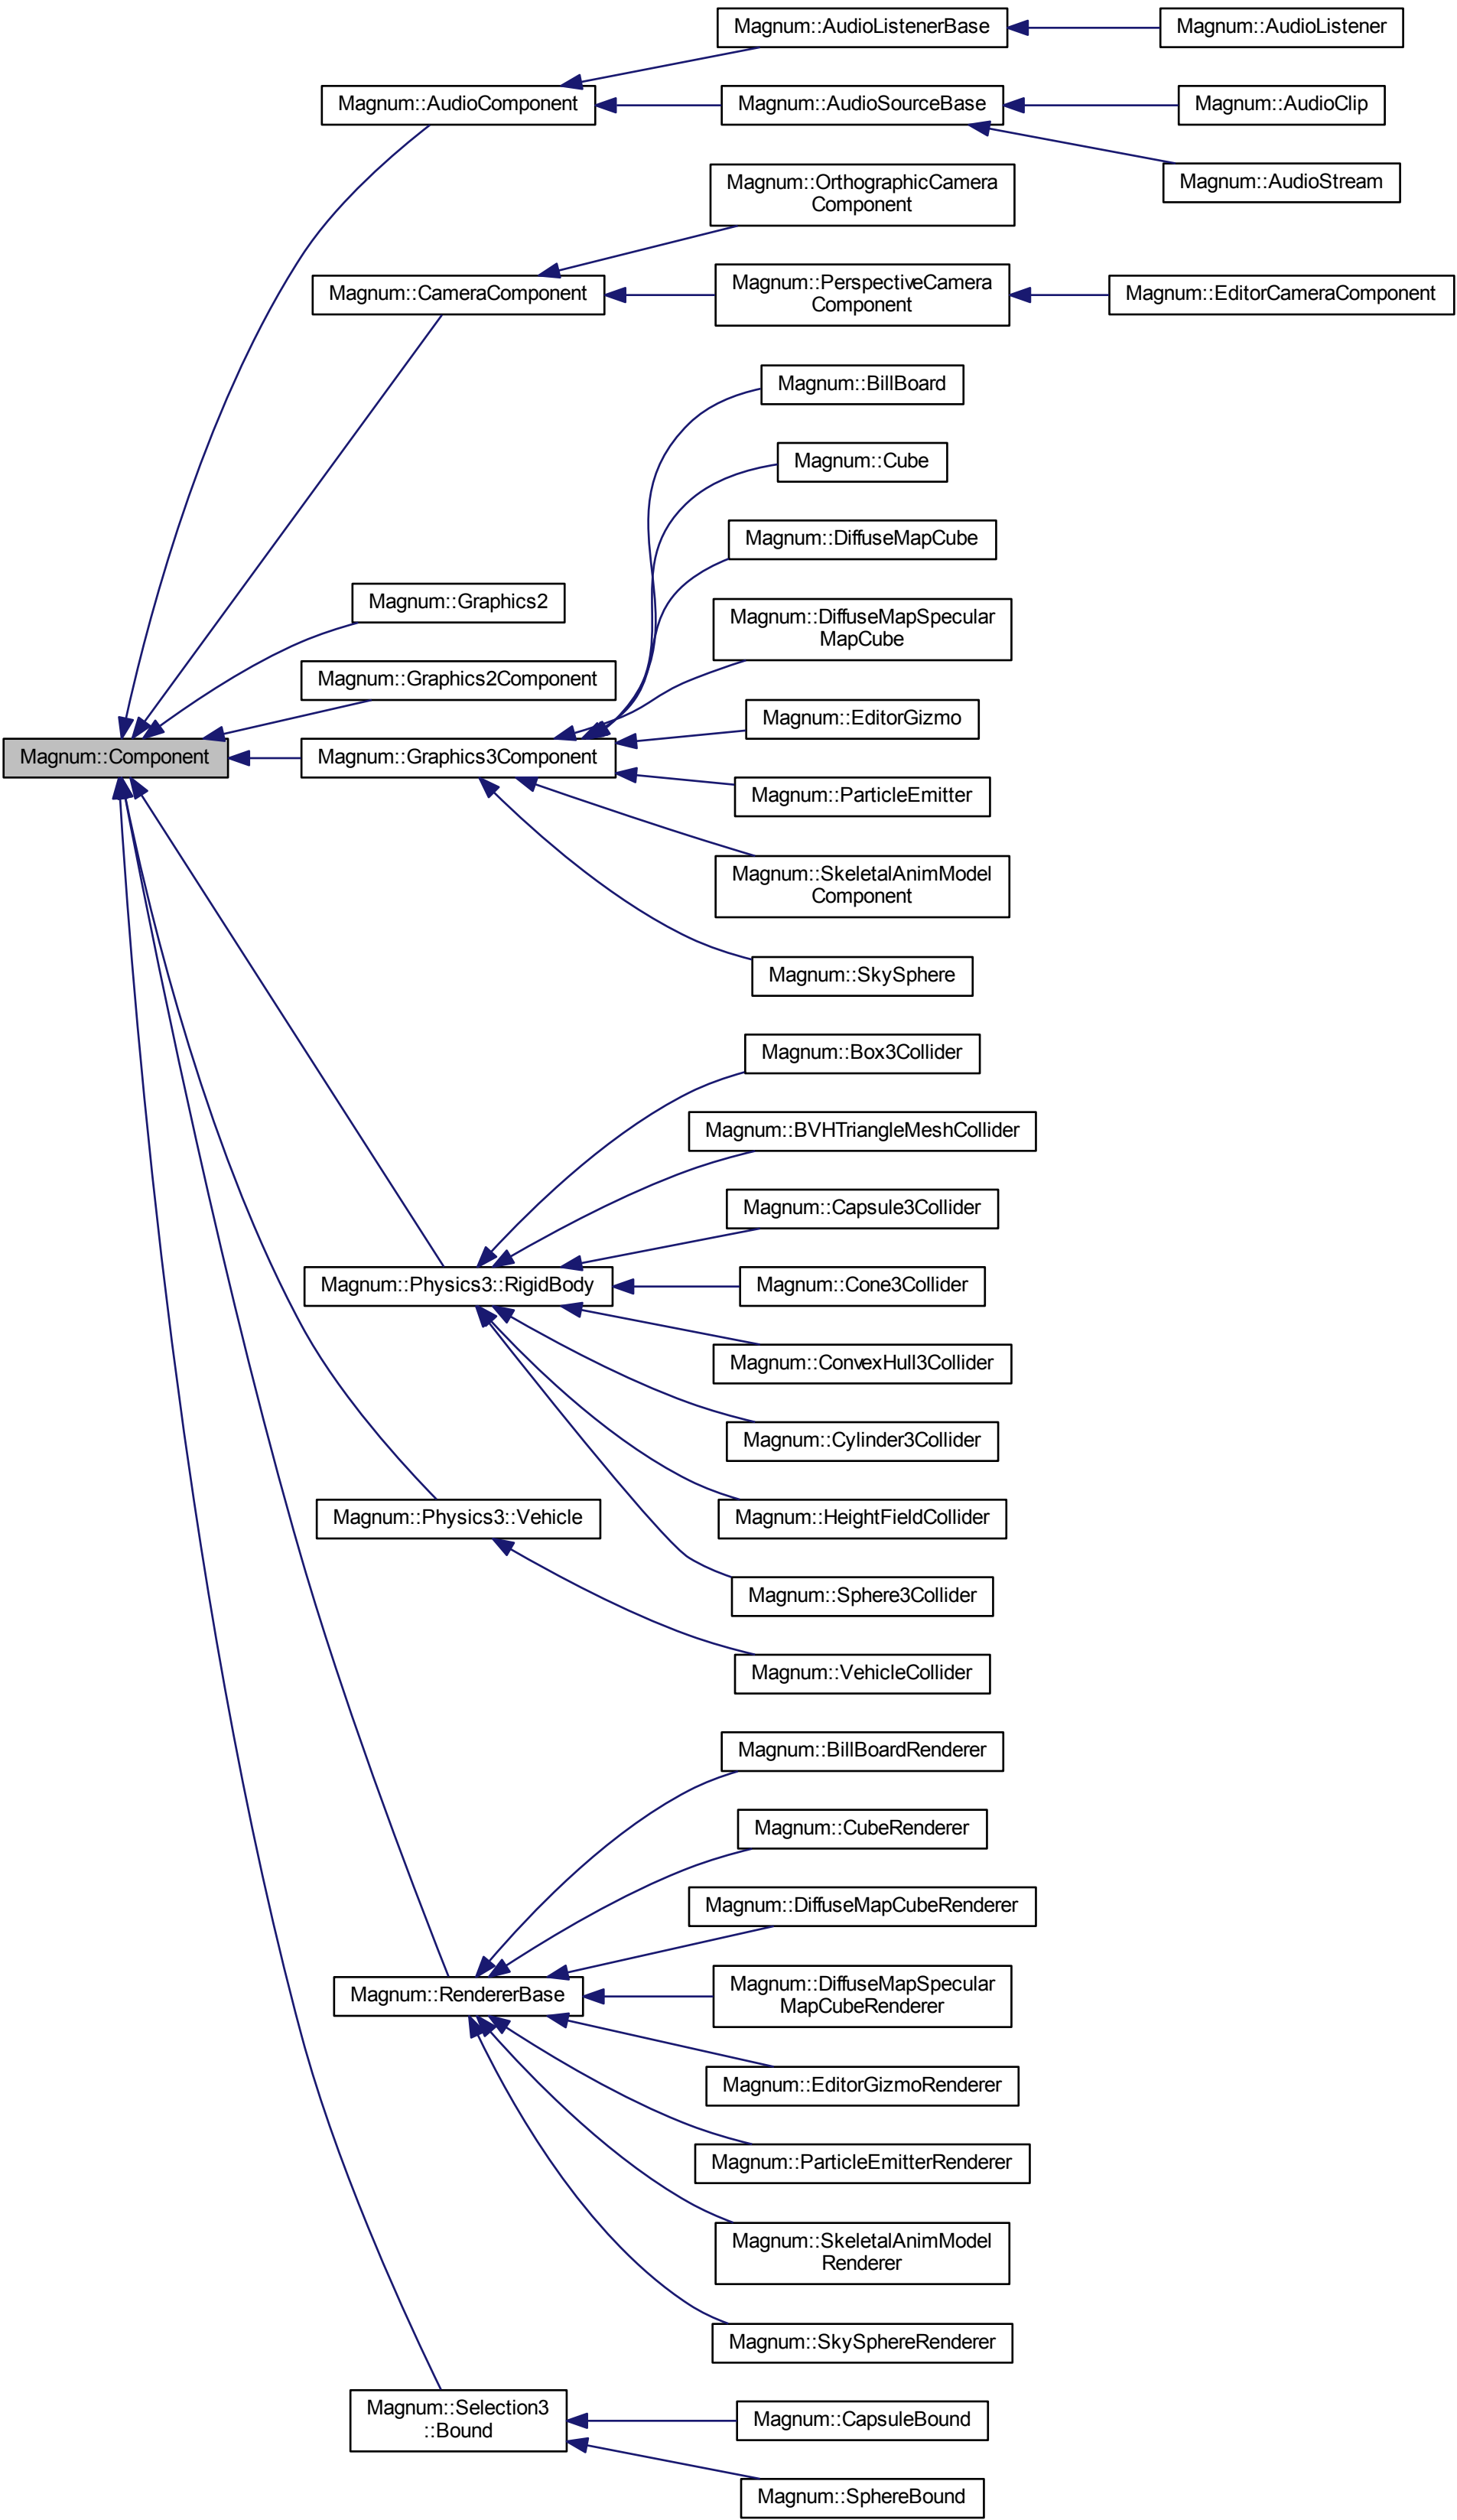 Magnum::AudioListenerBase
Magnum::AudioListener
Magnum::AudioComponent
Magnum::AudioSourceBase
Magnum::AudioClip
Magnum::AudioStream
Magnum::OrthographicCamera
Component
Magnum::CameraComponent
Magnum::PerspectiveCamera
Component
Magnum::EditorCameraComponent
Magnum::BillBoard
Magnum::Cube
Magnum::DiffuseMapCube
Magnum::Graphics2
Magnum::DiffuseMapSpecular
MapCube
Magnum::Graphics2Component
Magnum::EditorGizmo
Magnum::Component
Magnum::Graphics3Component
Magnum::ParticleEmitter
Magnum::SkeletalAnimModel
Component
Magnum::SkySphere
Magnum::Box3Collider
Magnum::BVHTriangleMeshCollider
Magnum::Capsule3Collider
Magnum::Physics3::RigidBody
Magnum::Cone3Collider
Magnum::ConvexHull3Collider
Magnum::Cylinder3Collider
Magnum::Physics3::Vehicle
Magnum::HeightFieldCollider
Magnum::Sphere3Collider
Magnum::VehicleCollider
Magnum::BillBoardRenderer
Magnum::CubeRenderer
Magnum::DiffuseMapCubeRenderer
Magnum::RendererBase
Magnum::DiffuseMapSpecular
MapCubeRenderer
Magnum::EditorGizmoRenderer
Magnum::ParticleEmitterRenderer
Magnum::SkeletalAnimModel
Renderer
Magnum::SkySphereRenderer
Magnum::Selection3
::Bound
Magnum::CapsuleBound
Magnum::SphereBound